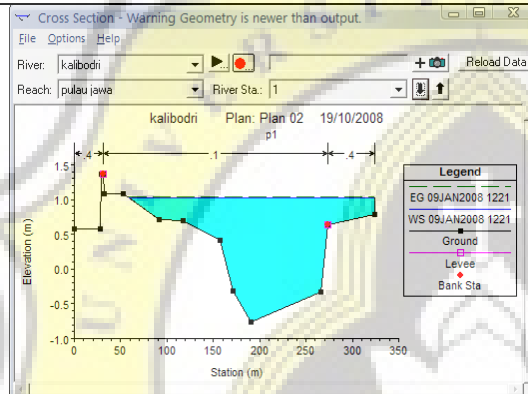 Cross Section - Warning Geometry is newer than output.
File Options Help
River: kalibodri Reload Data
Reach: pulau jawa River Sta.: 1
kalibodri Plan: Plan 02 19/10/2008
p1
.4 .1 .4
Elevation (m)
1.5
1.0
0.5
0.0
-0.5
-1.0
0 50 100 150 200 250 300 350
Station (m)
Legend
EG 09JAN2008 1221
WS 09JAN2008 1221
Ground
Levee
Bank Sta